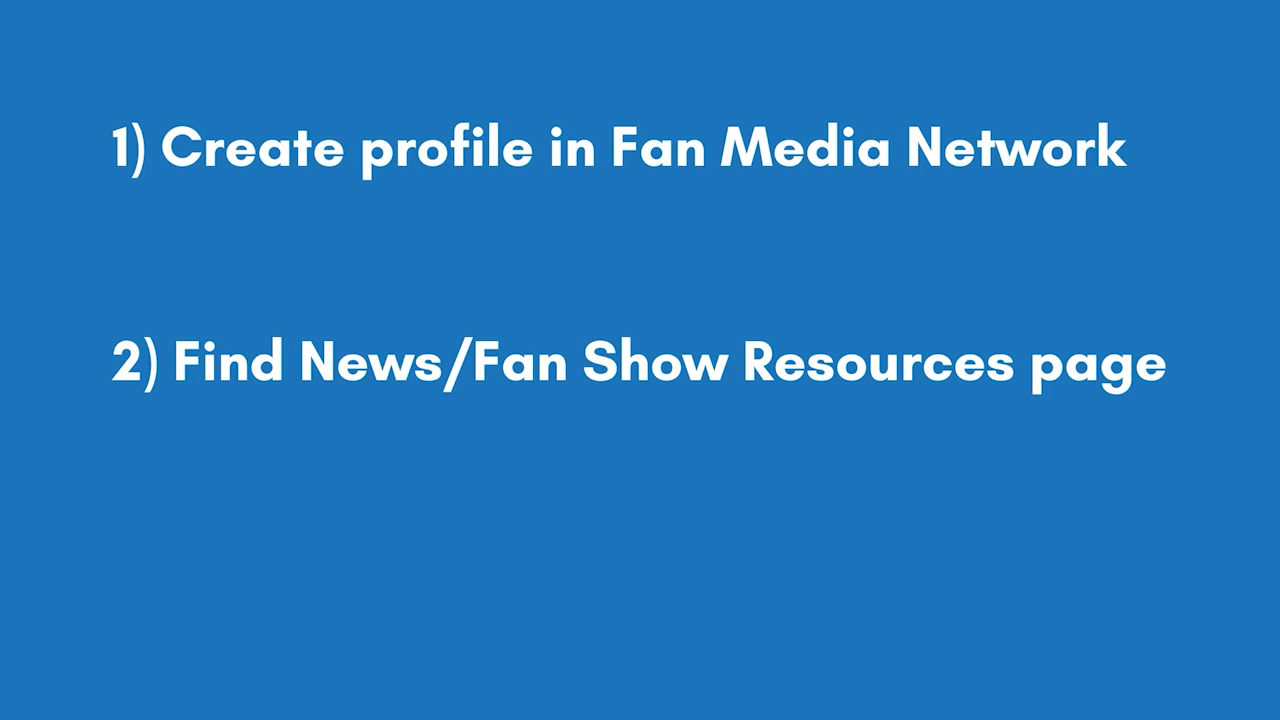 1) Create profile in Fan Media Network
2) Find News/Fan Show Resources page